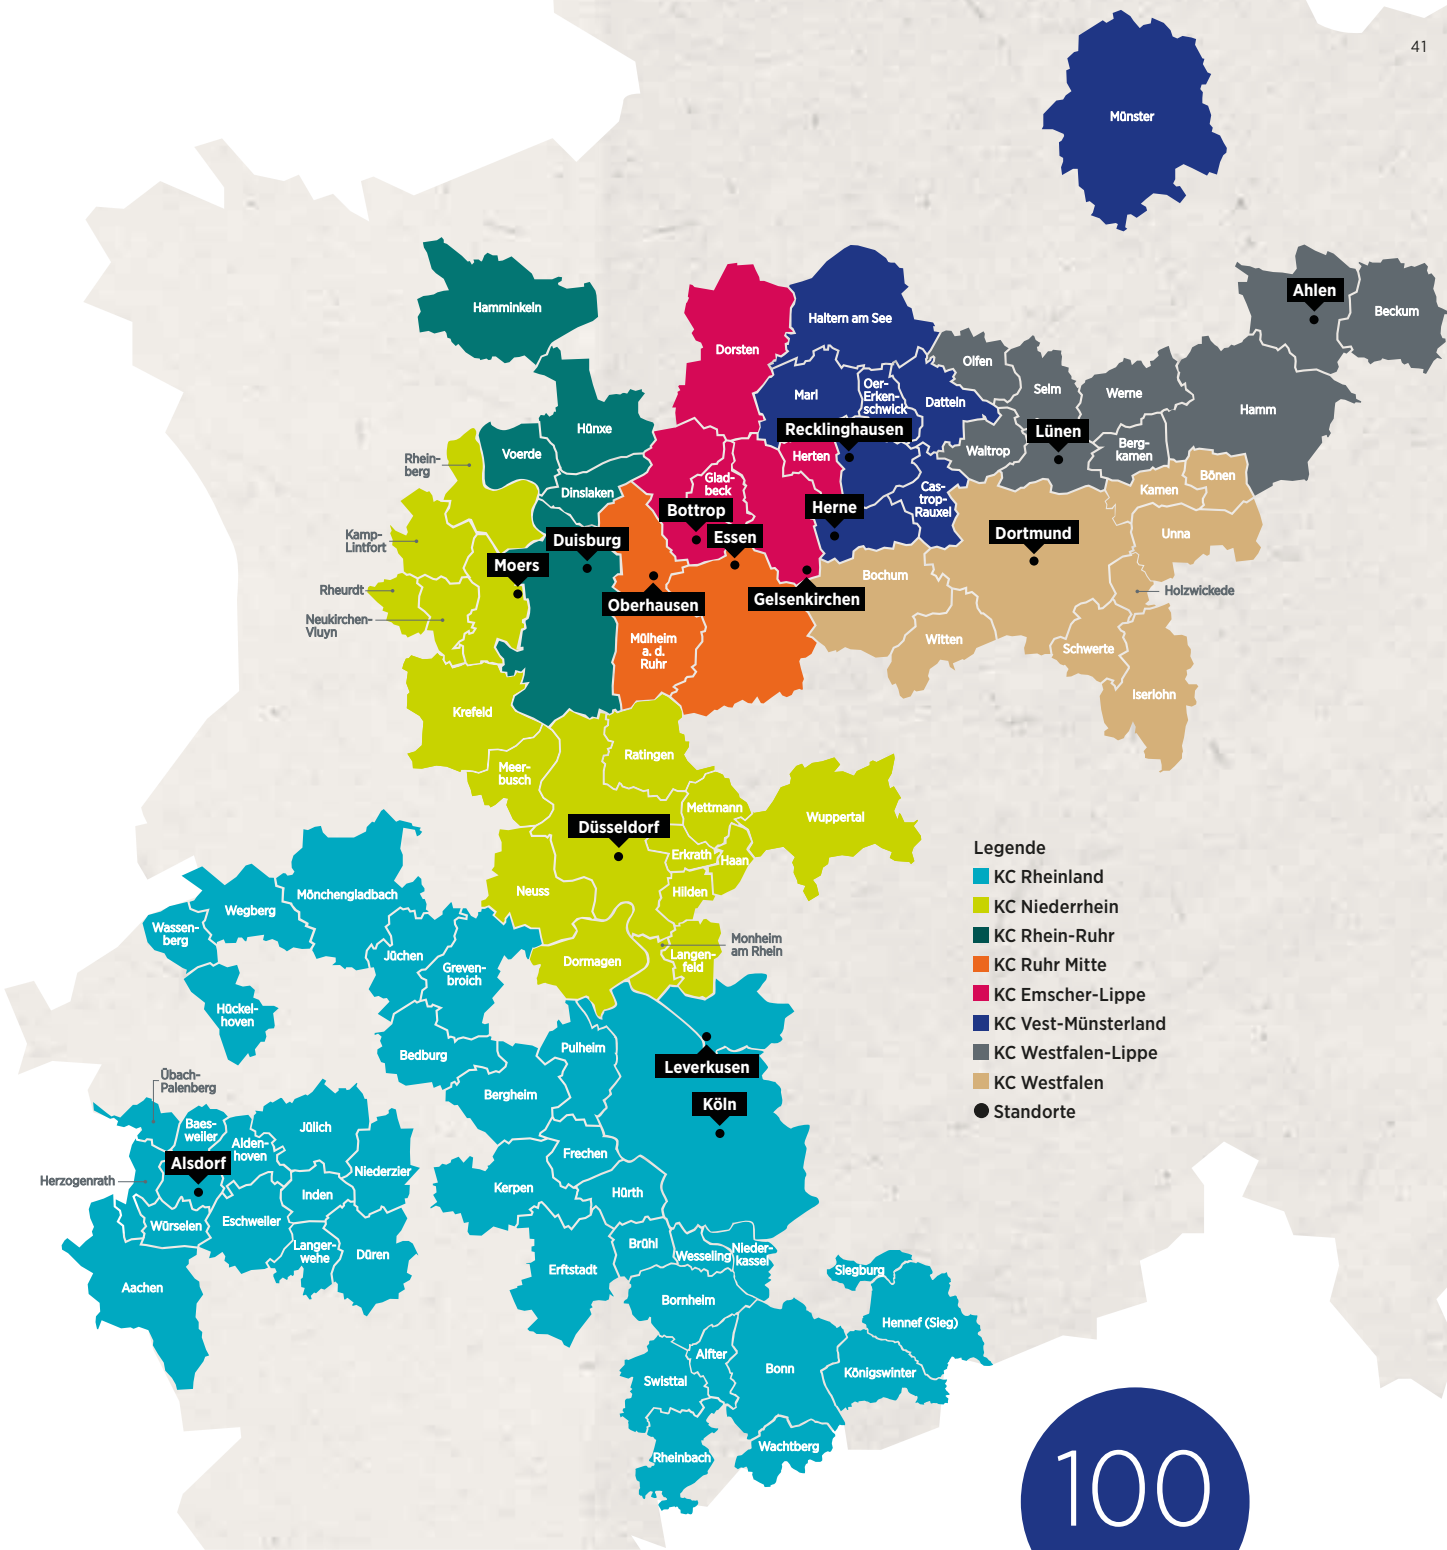 41
Münster
Ahlen
Beckum
Hamminkeln
Haltern am See
Dorsten
Olfen
Selm
Werne
Hamm
Marl
Oer-
Erken-
schwick
Datteln
Recklinghausen
Lünen
Hünxe
Voerde
Waltrop
Berg-
kamen
Herten
Rhein-
berg
Glad-
beck
Bönen
Kamen
Dinslaken
Cas-
trop-
Rauxel
Bottrop
Herne
Kamp-
Lintfort
Duisburg
Essen
Dortmund
Unna
Moers
Bochum
Rheurdt
Holzwickede
Oberhausen
Gelsenkirchen
Neukirchen-
Vluyn
Mülheim
a. d.
Ruhr
Witten
Schwerte
Iserlohn
Krefeld
Ratingen
Meer-
busch
Mettmann
Wuppertal
Düsseldorf
Erkrath
Haan
Neuss
Hilden
Monheim
am Rhein
Langen-
feld
Dormagen
Legende
KC Rheinland
KC Niederrhein
KC Rhein-Ruhr
KC Ruhr Mitte
KC Emscher-Lippe
KC Vest-Münsterland
KC Westfalen-Lippe
KC Westfalen
Standorte
Mönchengladbach
Wegberg
Wassen-
berg
Jüchen
Greven-
broich
Hückel-
hoven
Bedburg
Pulheim
Leverkusen
Übach-
Palenberg
Bergheim
Köln
Baes-
weiler
Jülich
Alden-
hoven
Alsdorf
Niederzier
Frechen
Herzogenrath
Inden
Kerpen
Hürth
Würselen
Eschweiler
Langer-
wehe
Düren
Brühl
Wesseling
Nieder-
kassel
Aachen
Erftstadt
Siegburg
Bornheim
Hennef (Sieg)
Alfter
Bonn
Königswinter
Swisttal
Wachtberg
Rheinbach
100